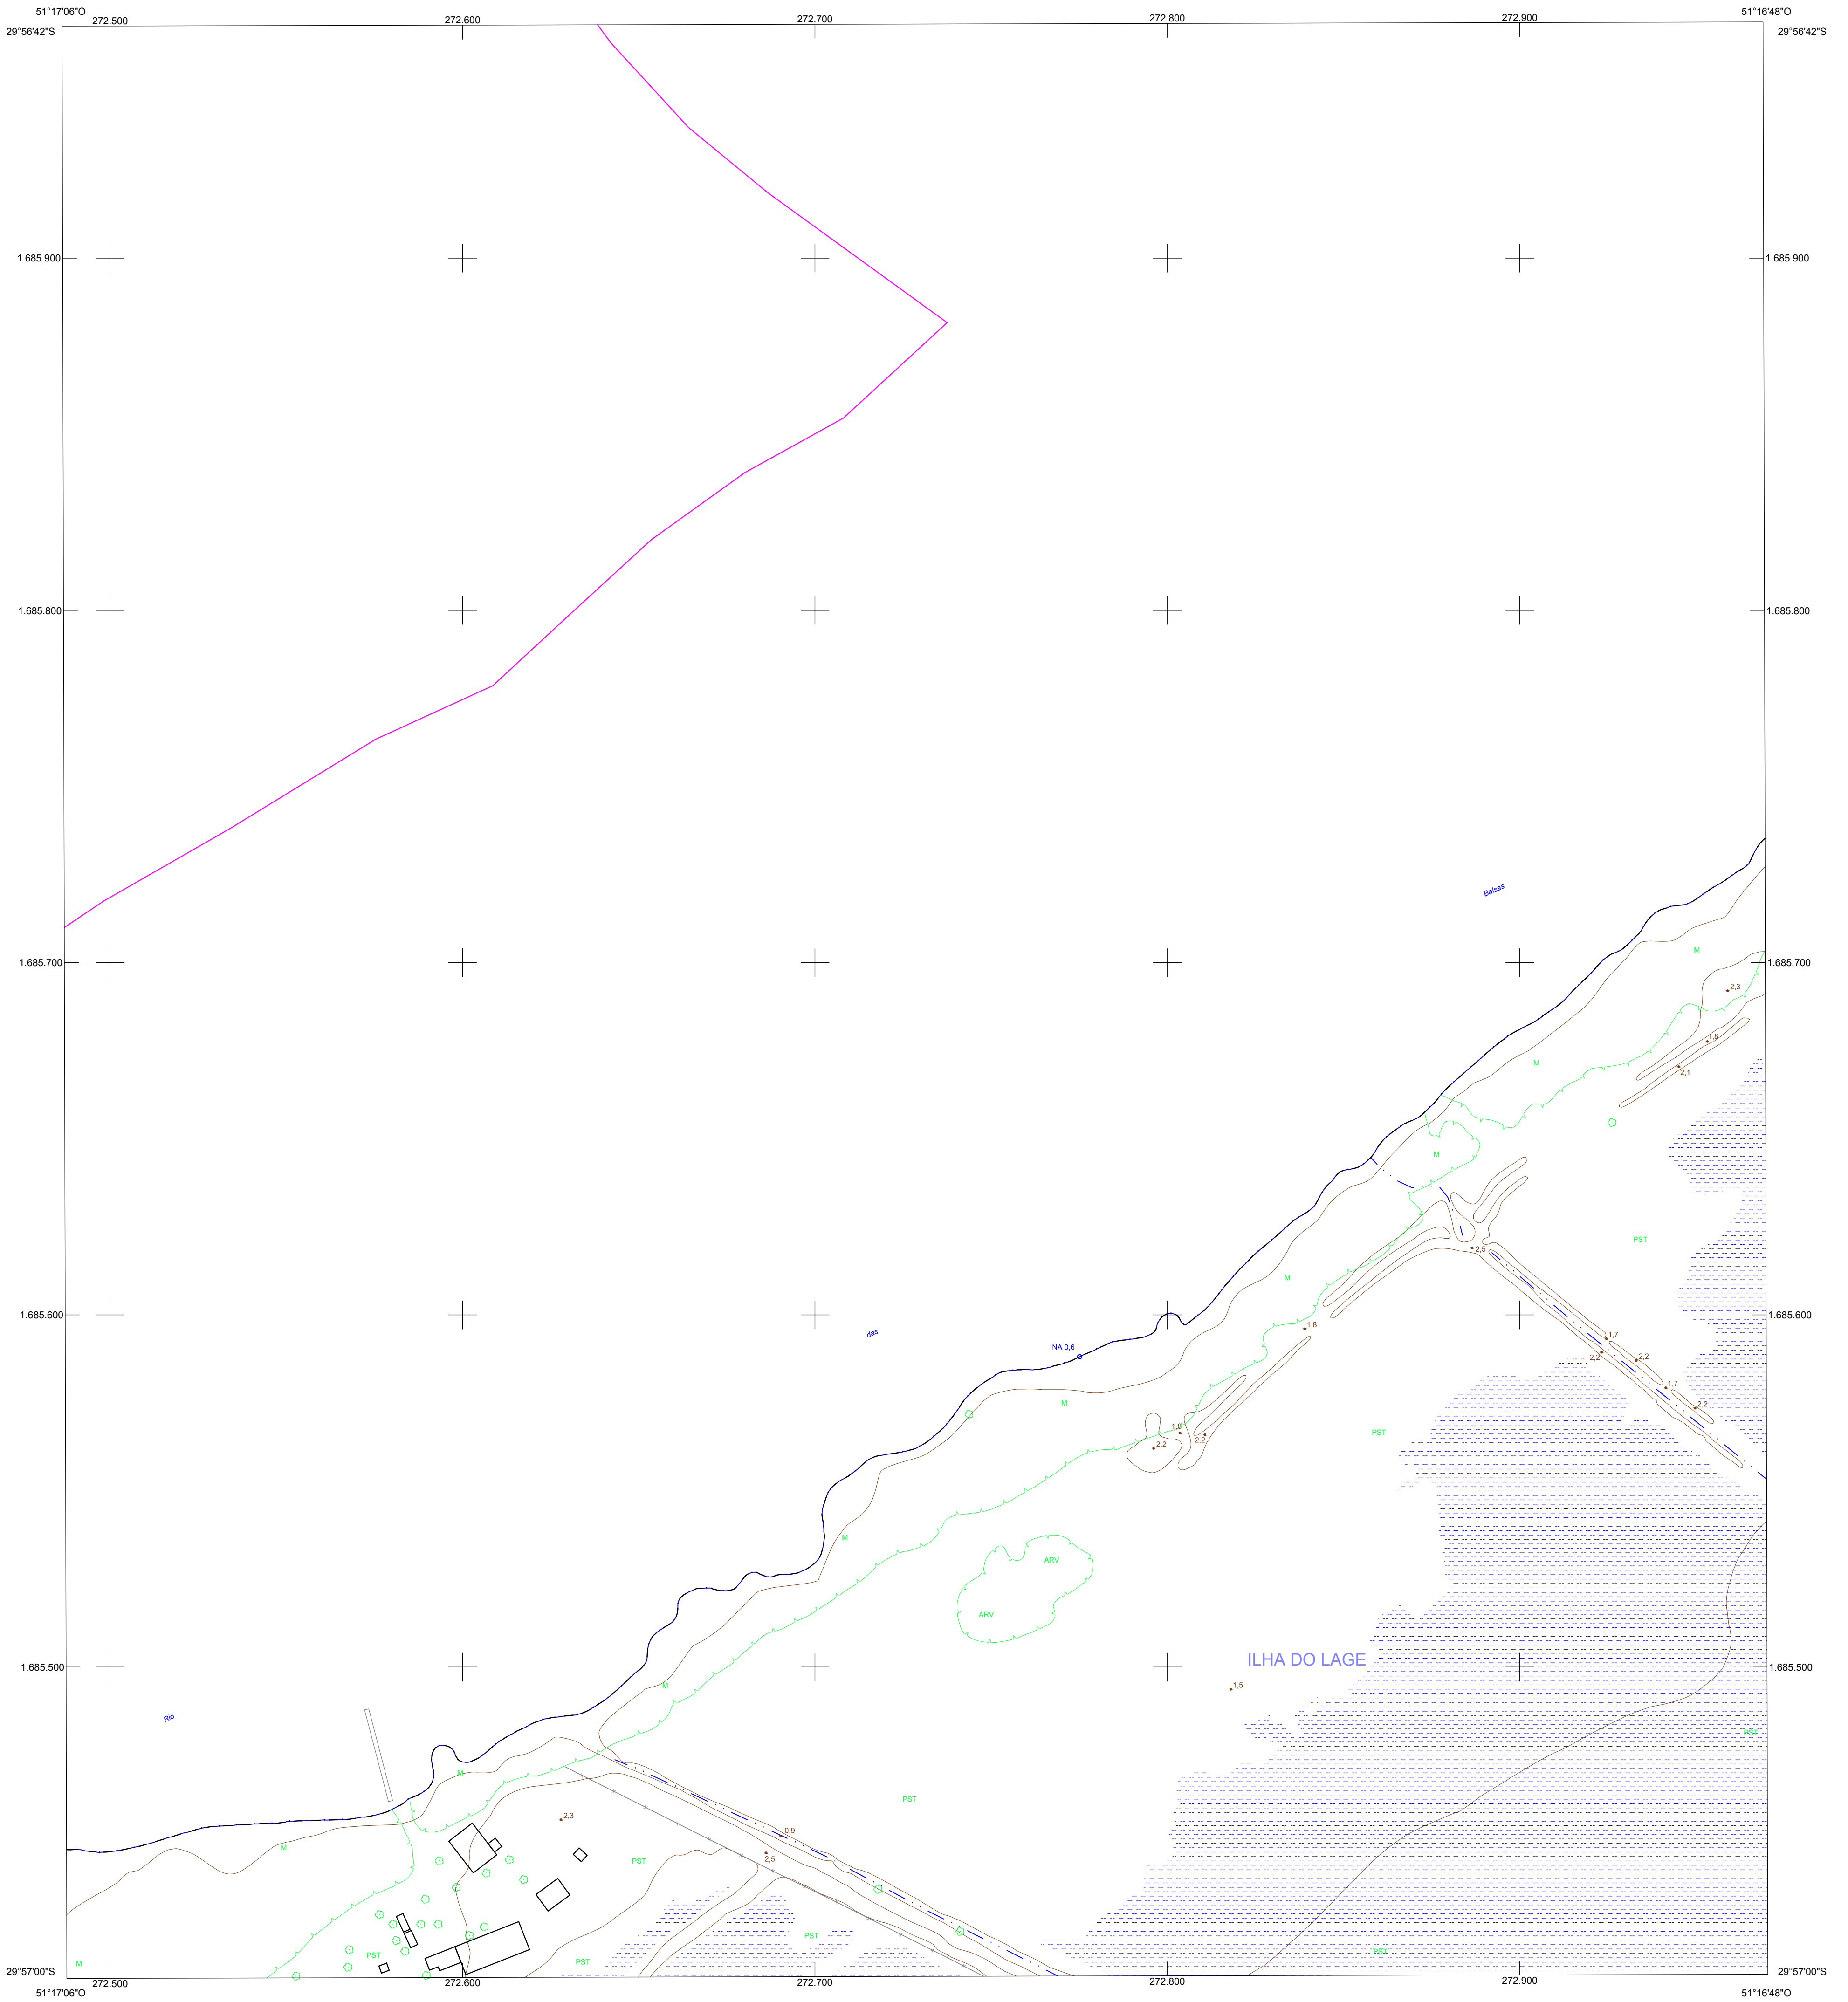 51°17'06"O
51°16'48"O
272.500
272.600
272.700
272.800
272.900
29°56'42"S
29°56'42"S
1.685.900
1.685.900
1.685.800
1.685.800
Balsas
M
1.685.700
1.685.700
2,3
1,8
M
2,1
M
PST
2,5
M
1.685.600
1.685.600
1,8
das
1,7
NA 0,6
2,2
2,2
1,7
M
2,2
1,8
PST
2,2
2,2
M
ARV
ARV
ILHA DO LAGE
1.685.500
1.685.500
M
1,5
Rio
PST
M
PST
2,3
0,9
M
2,5
PST
PST
PST
PST
PST
M
29°57'00"S
29°57'00"S
272.500
272.600
272.700
272.800
272.900
51°17'06"O
51°16'48"O